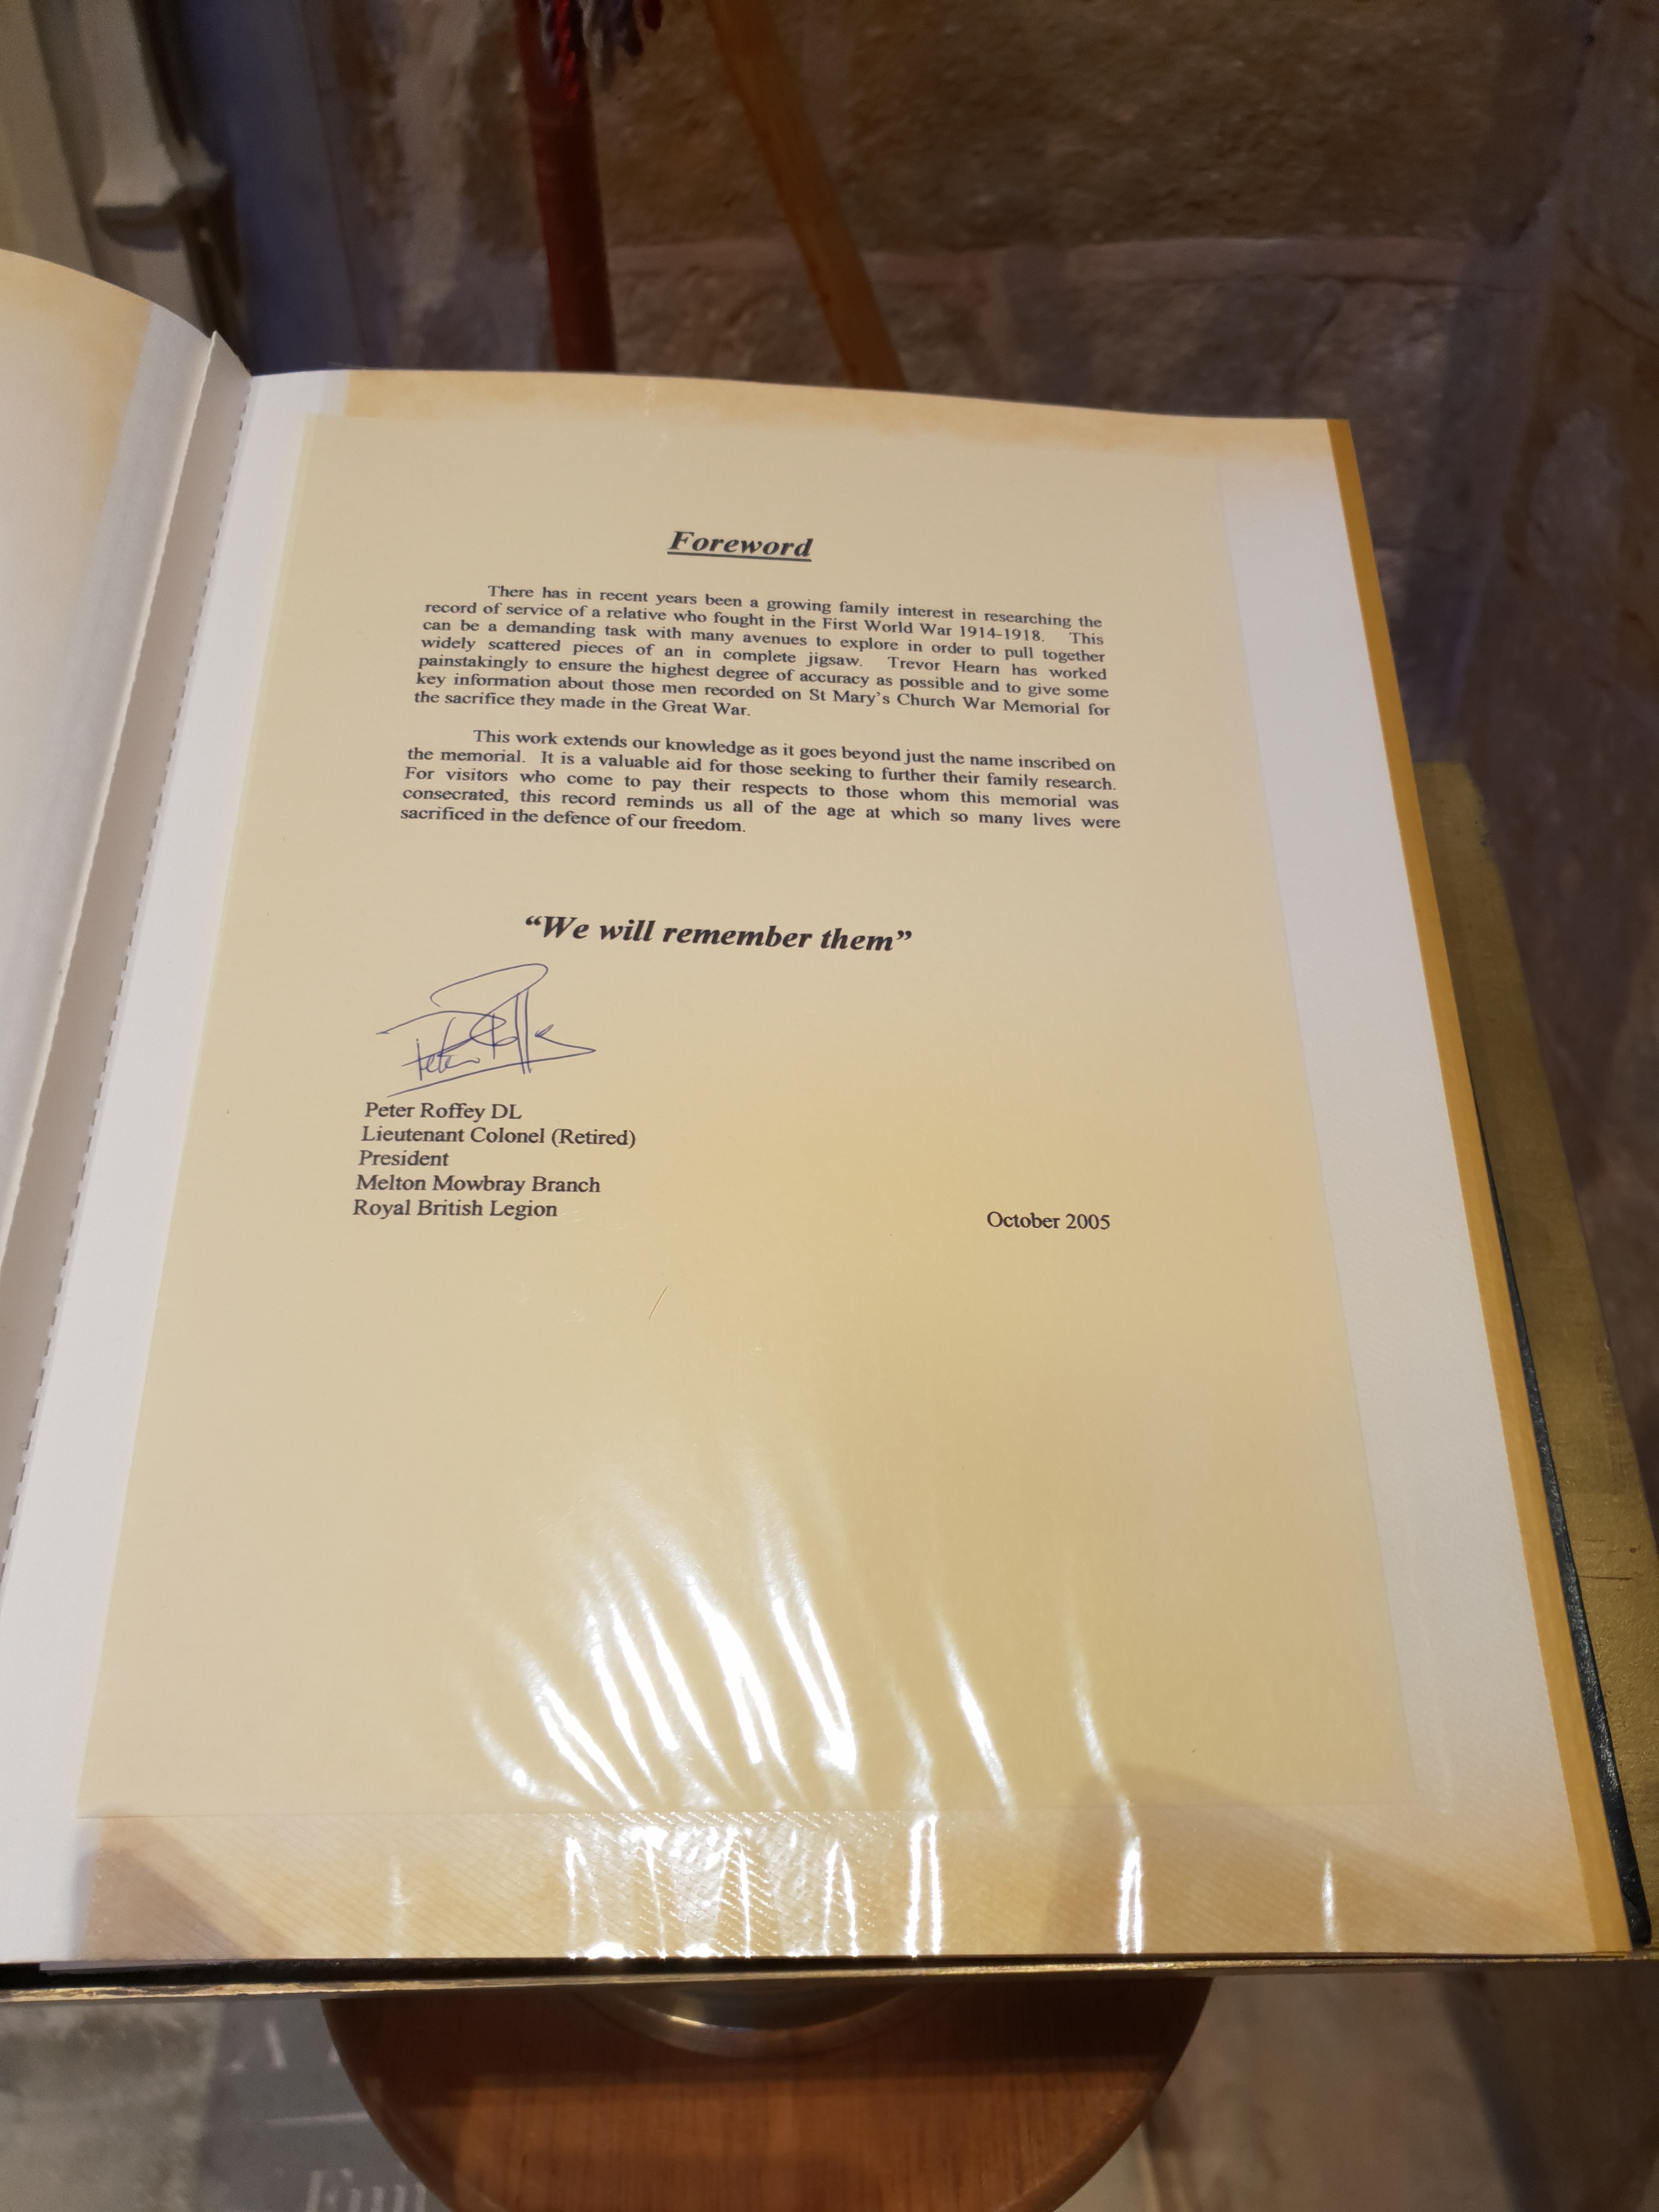 Foreword
There has in recent years been a growing family interest in researching the
record of service of a relative who fought in the First World War 1914-1918. This
can be a demanding task with many avenues to explore in order to pull together
widely scattered pieces of an in complete jigsaw. Trevor Hearn has worked
painstakingly to ensure the highest degree of accuracy as possible and to give some
key information about those men recorded on St Mary's Church War Memorial for
the sacrifice they made in the Great War.
This work extends our knowledge as it goes beyond just the name inscribed on
the memorial. It is a valuable aid for those seeking to further their family research.
For visitors who come to pay their respects to those whom this memorial was
consecrated, this record reminds us all of the age at which so many lives were
sacrificed in the defence of our freedom.
“We will remember them”
Peter Roffey DL
Lieutenant Colonel (Retired)
President
Melton Mowbray Branch
Royal British Legion
October 2005